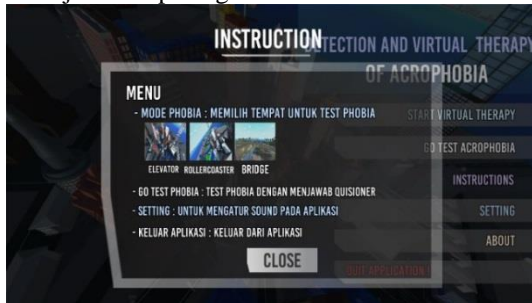 INSTRUCTION
DETECTION AND VIRTUAL THERAPY
OF ACROPHOBIA
MENU
- MODE PHOBIA : MEMILIH TEMPAT UNTUK TEST PHOBIA
ELEVATOR ROLLERCOASTER BRIDGE
- GO TEST PHOBIA : TEST PHOBIA DENGAN MENJAWAB QUISIONER
- SETTING : UNTUK MENGATUR SOUND PADA APLIKASI
- KELUAR APLIKASI : KELUAR DARI APLIKASI
CLOSE
START VIRTUAL THERAPY
GO TEST ACROPHOBIA
INSTRUCTIONS
SETTING
ABOUT
QUIT APPLICATION